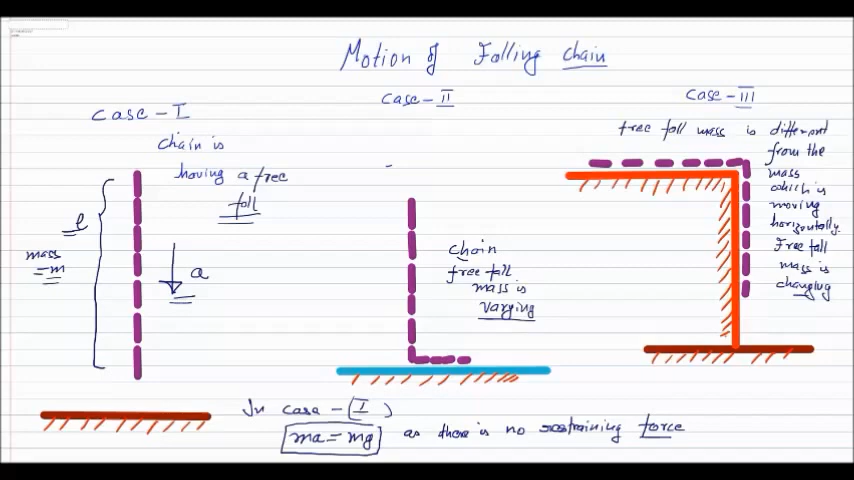 Motion of Falling chain
case - I
chain is
having a free
fall
l
mass
= m
a
case - II
chain
free fall
mass is
varying
case - III
free fall mass is different
from the
mass
which is
moving
horizontally.
Free fall
mass is
changing
In case - (I)
ma = mg as there is no restraining force